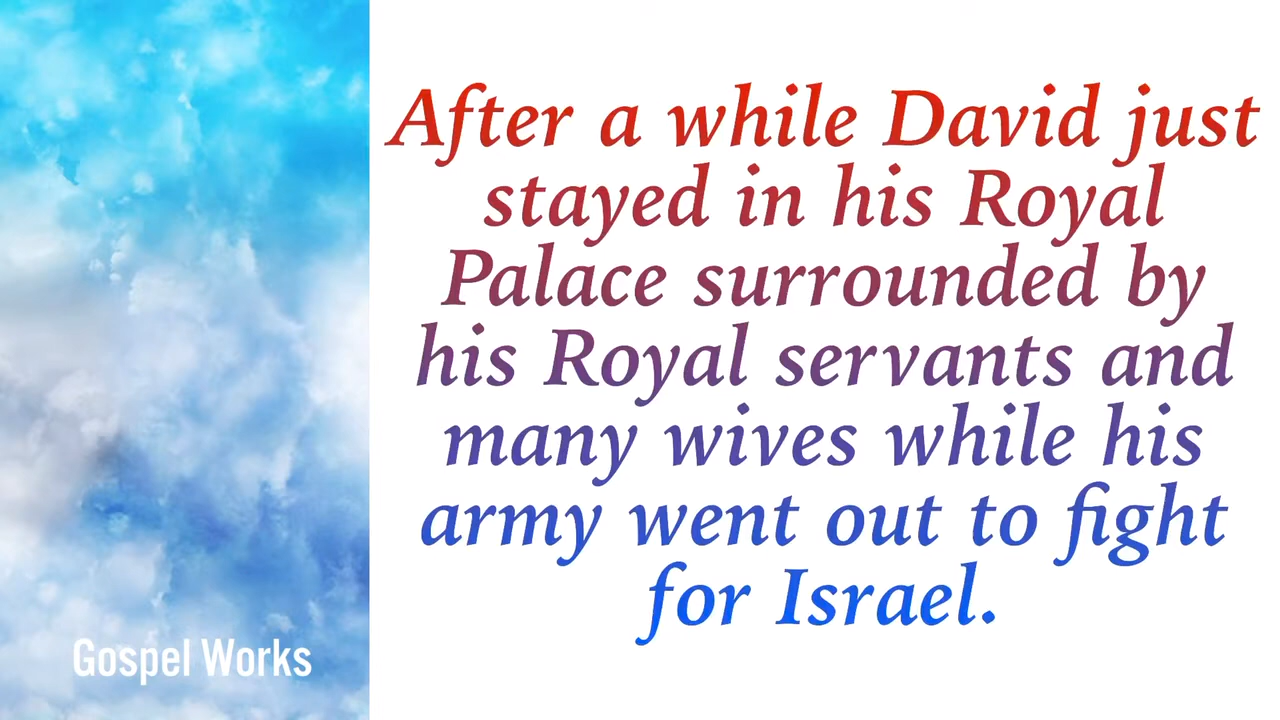 After a while David just
stayed in his Royal
Palace surrounded by
his Royal servants and
many wives while his
army went out to fight
for Israel.
Gospel Works